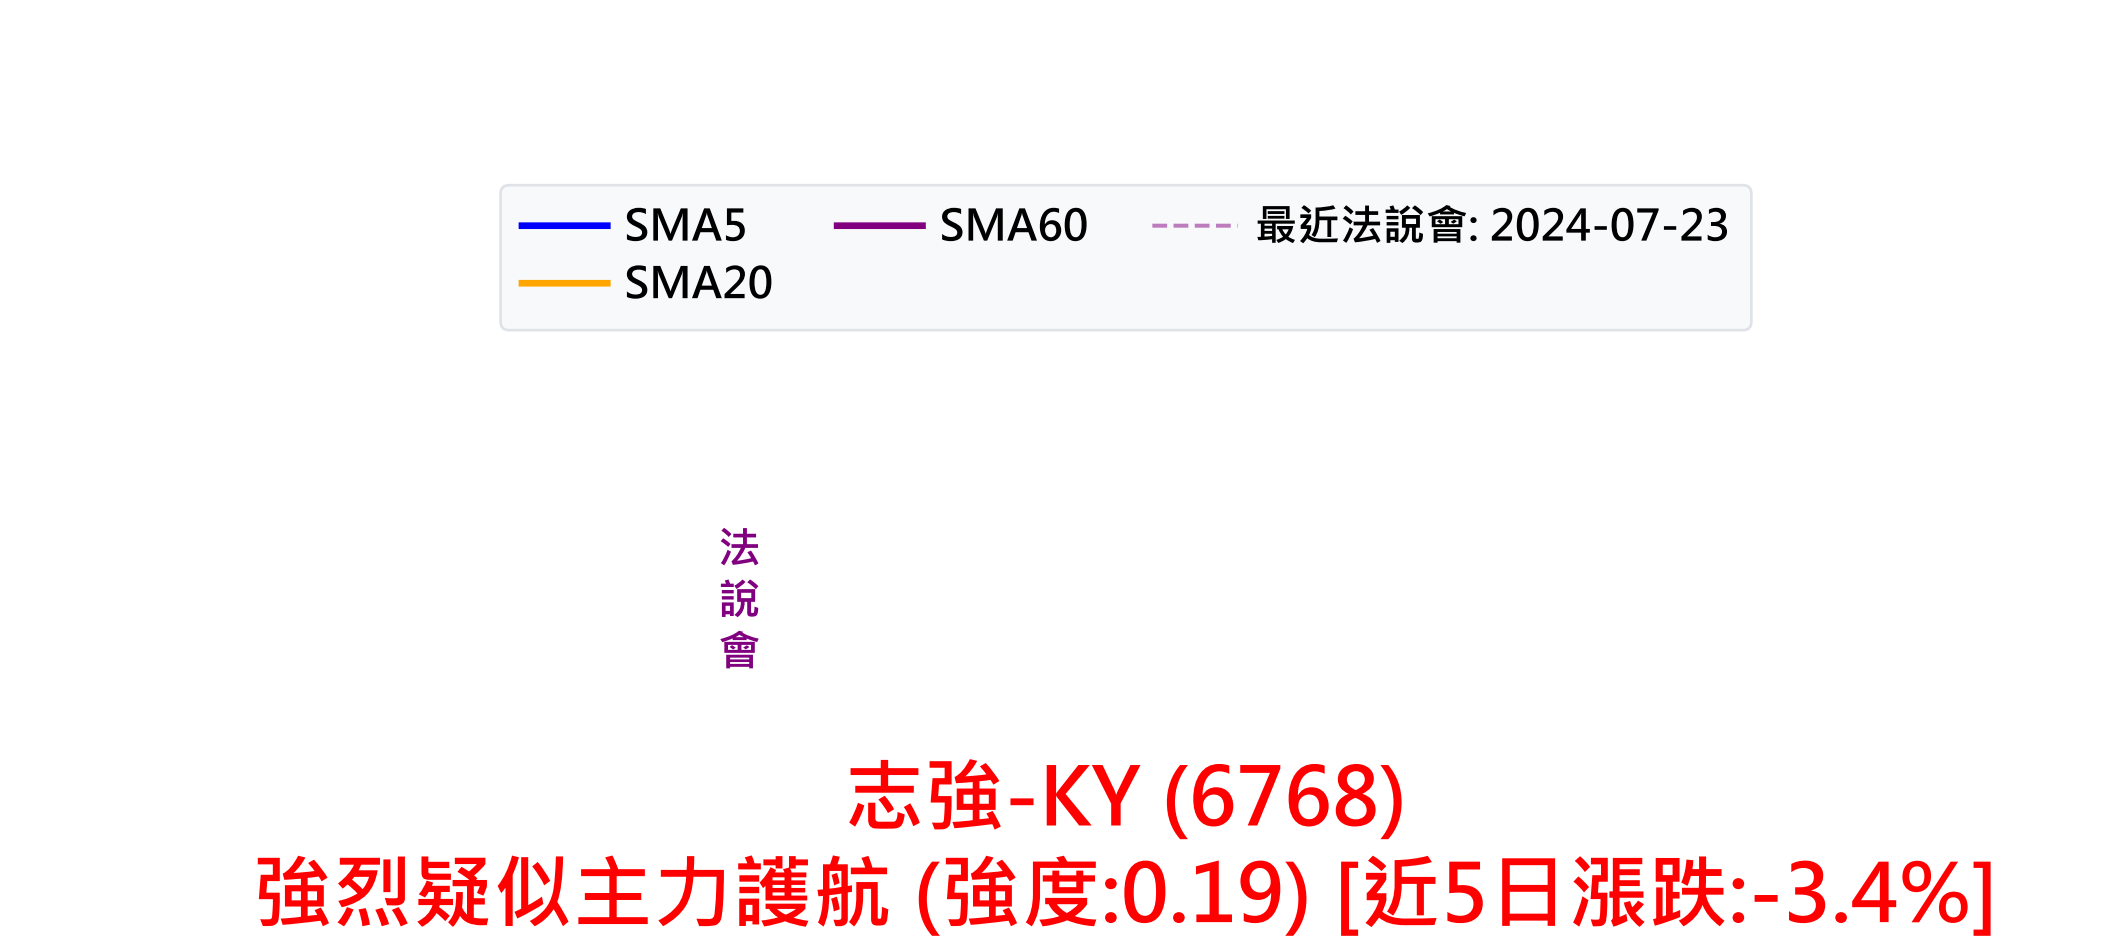 SMA5
SMA20
SMA60
最近法說會: 2024-07-23
法
說
會
志強-KY (6768)
強烈疑似主力護航 (強度:0.19) [近5日漲跌:-3.4%]